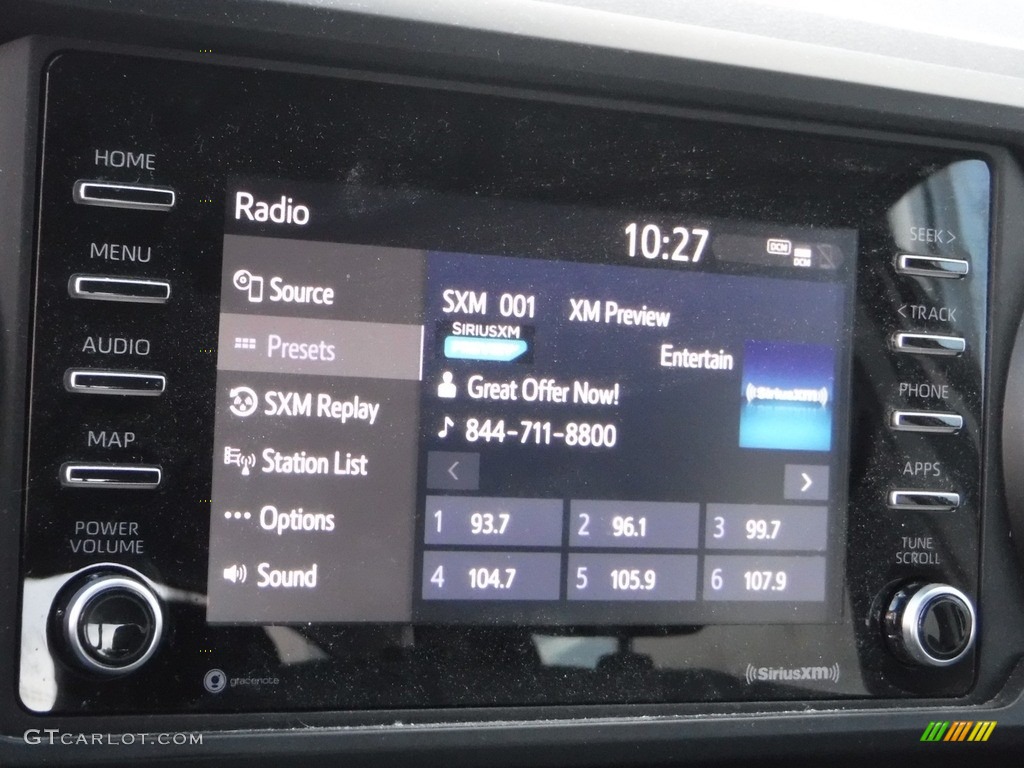 HOME
MENU
AUDIO
MAP
POWER
VOLUME
Radio
10:27
DCM
DCM
Source
Presets
SXM Replay
Station List
Options
Sound
SXM 001 XM Preview
SIRIUSXM
Entertain
Great Offer Now!
844-711-8800
((SiriusXM))
<
>
1 93.7
2 96.1
3 99.7
4 104.7
5 105.9
6 107.9
SEEK >
< TRACK
PHONE
APPS
TUNE
SCROLL
gracenote
((SiriusXM))
GTCARLOT.COM